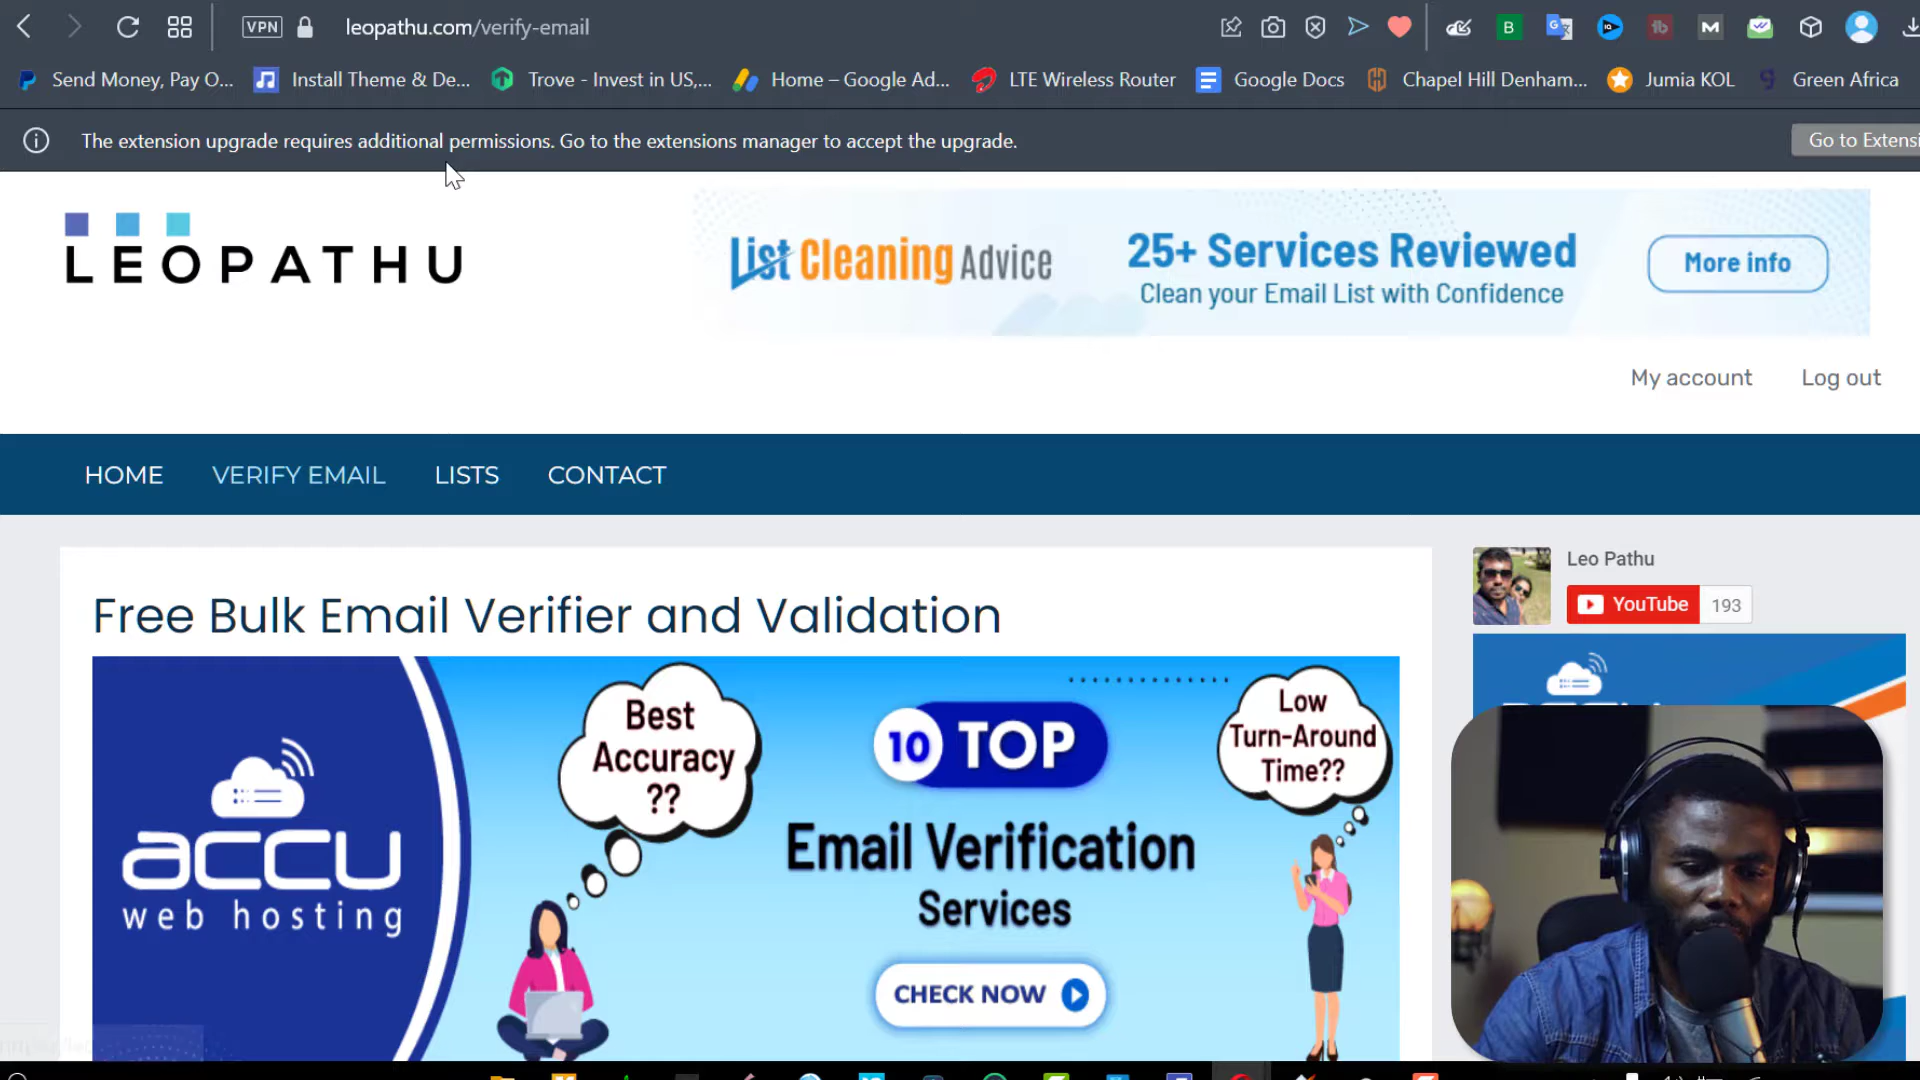 VPN
leopathu.com/verify-email
Send Money, Pay O...
Install Theme & De...
Trove - Invest in US,...
Home – Google Ad...
LTE Wireless Router
Google Docs
Chapel Hill Denham...
Jumia KOL
Green Africa
The extension upgrade requires additional permissions. Go to the extensions manager to accept the upgrade.
Go to Extensi
LEOPATHU
List Cleaning Advice
25+ Services Reviewed
Clean your Email List with Confidence
More info
My account
Log out
HOME
VERIFY EMAIL
LISTS
CONTACT
Free Bulk Email Verifier and Validation
Leo Pathu
YouTube
193
accu
web hosting
Best
Accuracy
??
10 TOP
Email Verification
Services
CHECK NOW
Low
Turn-Around
Time??